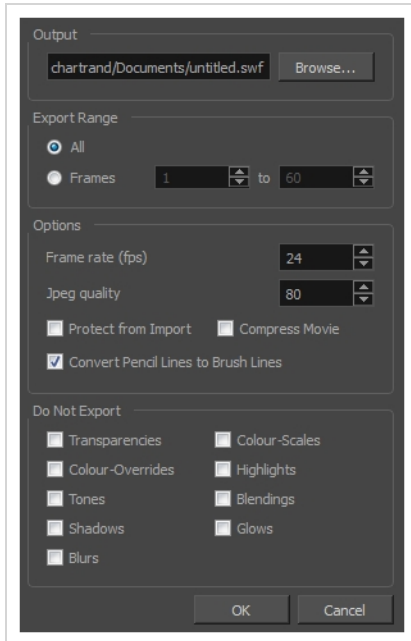 Output
chartrand/Documents/untitled.swf Browse...
Export Range
All
Frames 1 to 60
Options
Frame rate (fps) 24
Jpeg quality 80
Protect from Import Compress Movie
Convert Pencil Lines to Brush Lines
Do Not Export
Transparencies Colour-Scales
Colour-Overrides Highlights
Tones Blendings
Shadows Glows
Blurs
OK Cancel